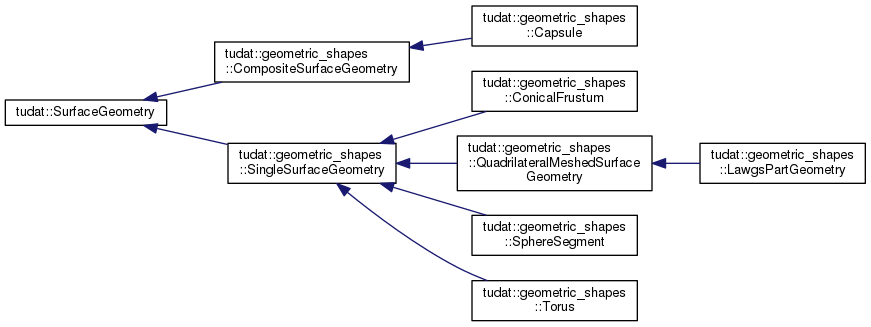 tudat::SurfaceGeometry
tudat::geometric_shapes
::CompositeSurfaceGeometry
tudat::geometric_shapes
::SingleSurfaceGeometry
tudat::geometric_shapes
::Capsule
tudat::geometric_shapes
::ConicalFrustum
tudat::geometric_shapes
::QuadrilateralMeshedSurface
Geometry
tudat::geometric_shapes
::SphereSegment
tudat::geometric_shapes
::Torus
tudat::geometric_shapes
::LawgsPartGeometry